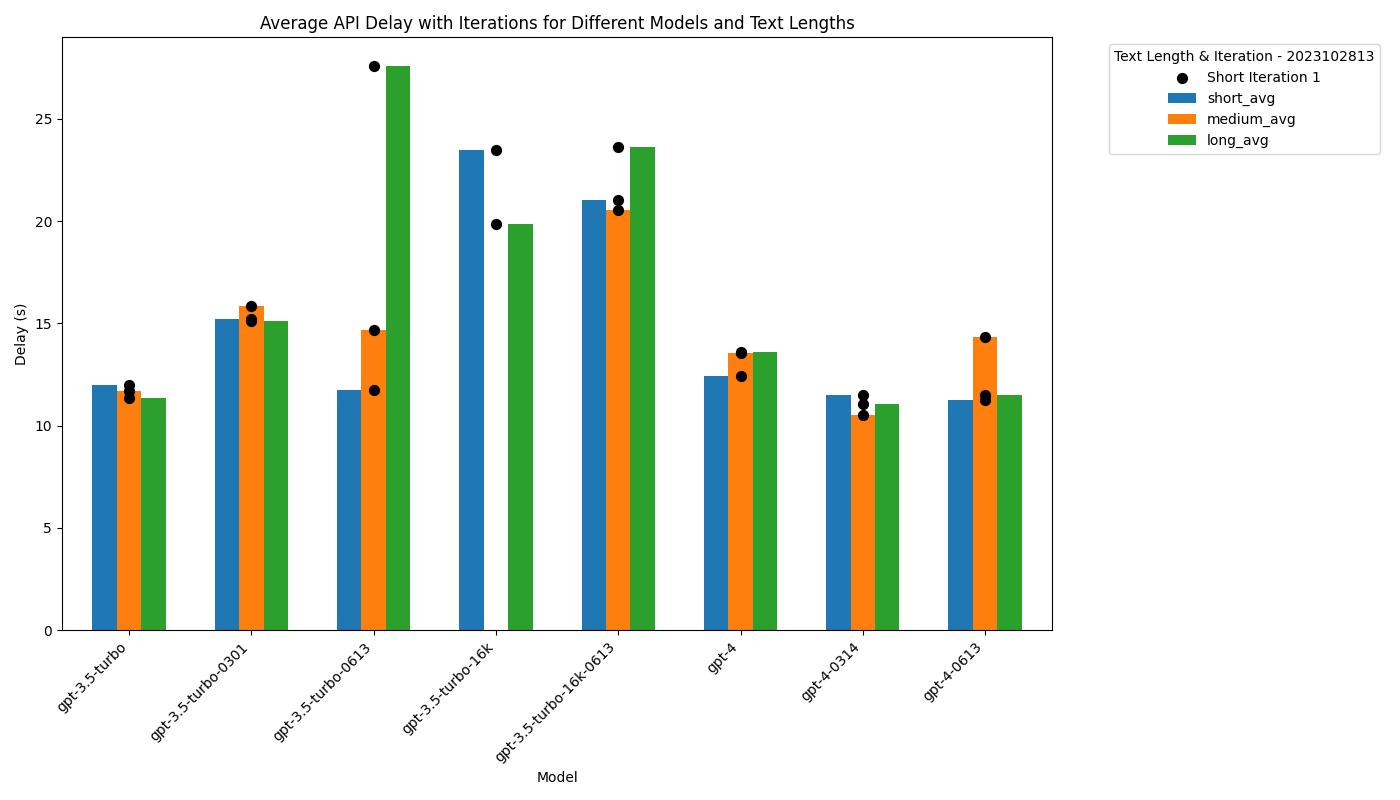 Average API Delay with Iterations for Different Models and Text Lengths
Text Length & Iteration - 2023102813
Short Iteration 1
short_avg
medium_avg
long_avg
Delay (s)
25
20
15
10
5
0
gpt-3.5-turbo
gpt-3.5-turbo-0301
gpt-3.5-turbo-0613
gpt-3.5-turbo-16k
gpt-3.5-turbo-16k-0613
gpt-4
gpt-4-0314
gpt-4-0613
Model